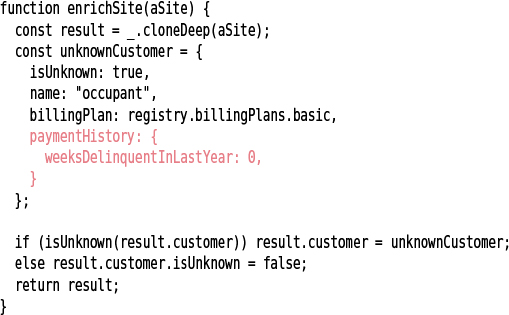 function enrichSite(aSite) {
  const result = _.cloneDeep(aSite);
  const unknownCustomer = {
    isUnknown: true,
    name: "occupant",
    billingPlan: registry.billingPlans.basic,
    paymentHistory: {
      weeksDelinquentInLastYear: 0,
    }
  };

  if (isUnknown(result.customer)) result.customer = unknownCustomer;
  else result.customer.isUnknown = false;
  return result;
}